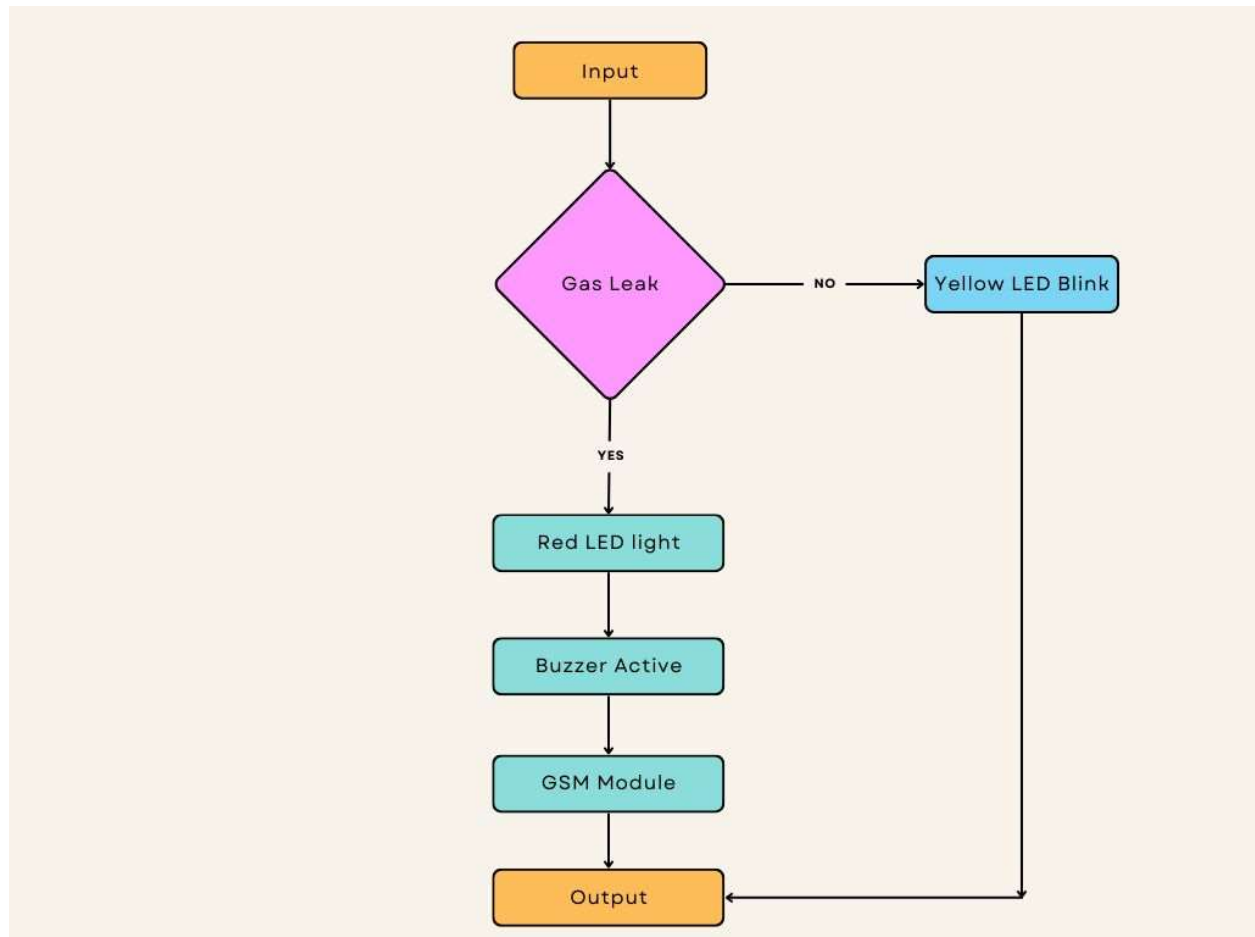 Input
Gas Leak
NO
Yellow LED Blink
YES
Red LED light
Buzzer Active
GSM Module
Output